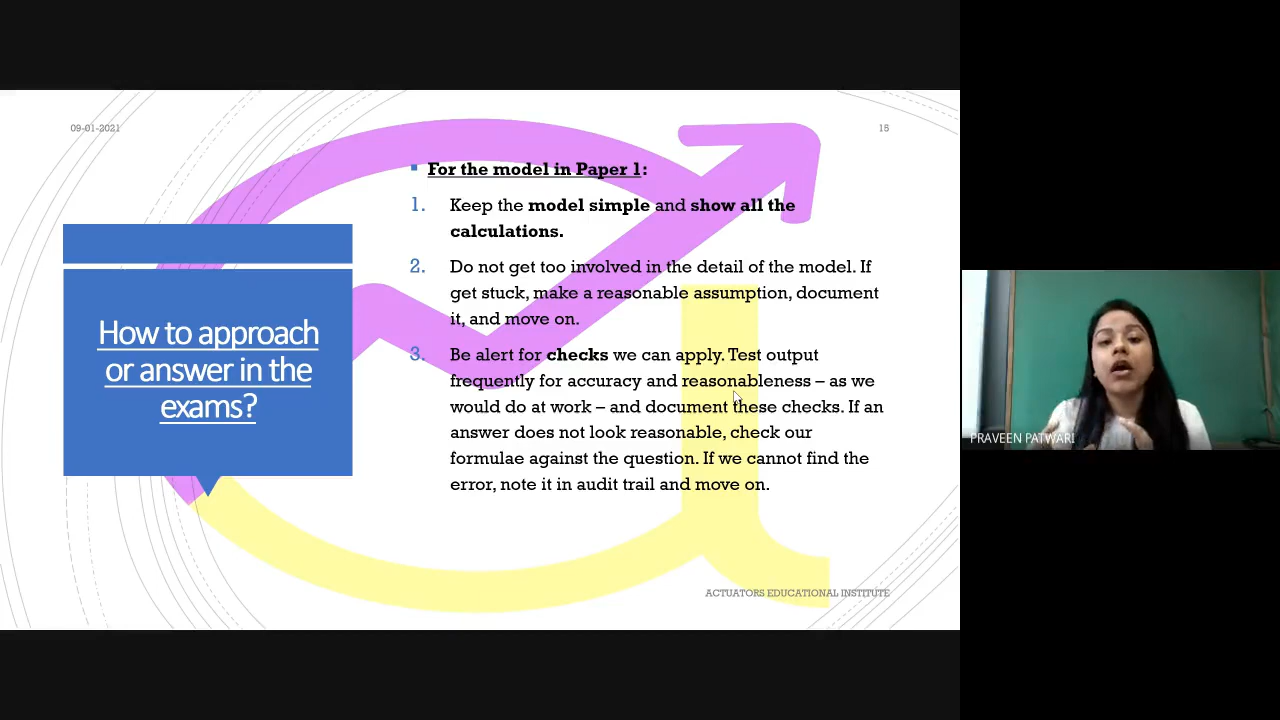 09-01-2021
15
How to approach
or answer in the
exams?
▪ For the model in Paper 1:
1. Keep the model simple and show all the
calculations.
2. Do not get too involved in the detail of the model. If
get stuck, make a reasonable assumption, document
it, and move on.
3. Be alert for checks we can apply. Test output
frequently for accuracy and reasonableness – as we
would do at work – and document these checks. If an
answer does not look reasonable, check our
formulae against the question. If we cannot find the
error, note it in audit trail and move on.
ACTUATORS EDUCATIONAL INSTITUTE
PRAVEEN PATWARI